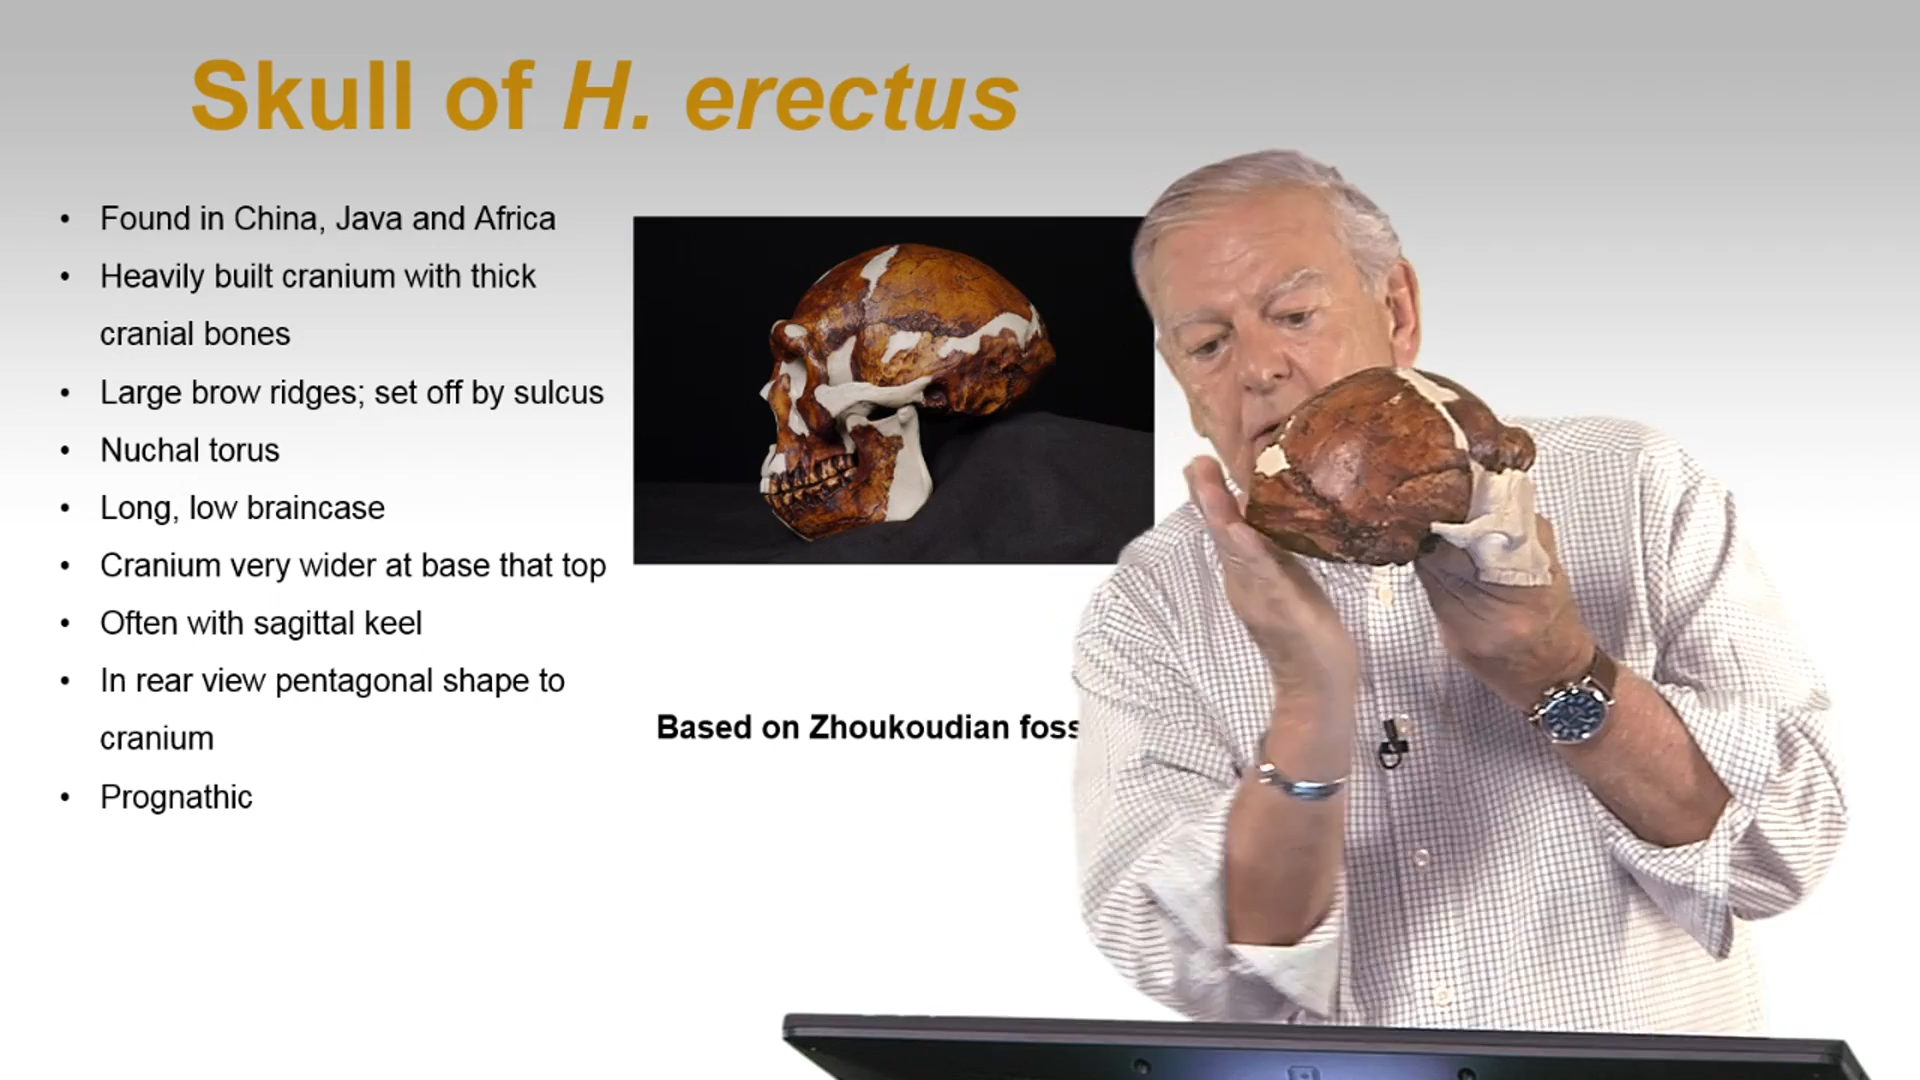 Skull of H. erectus
• Found in China, Java and Africa
• Heavily built cranium with thick
cranial bones
• Large brow ridges; set off by sulcus
• Nuchal torus
• Long, low braincase
• Cranium very wider at base that top
• Often with sagittal keel
• In rear view pentagonal shape to
cranium
• Prognathic
Based on Zhoukoudian foss